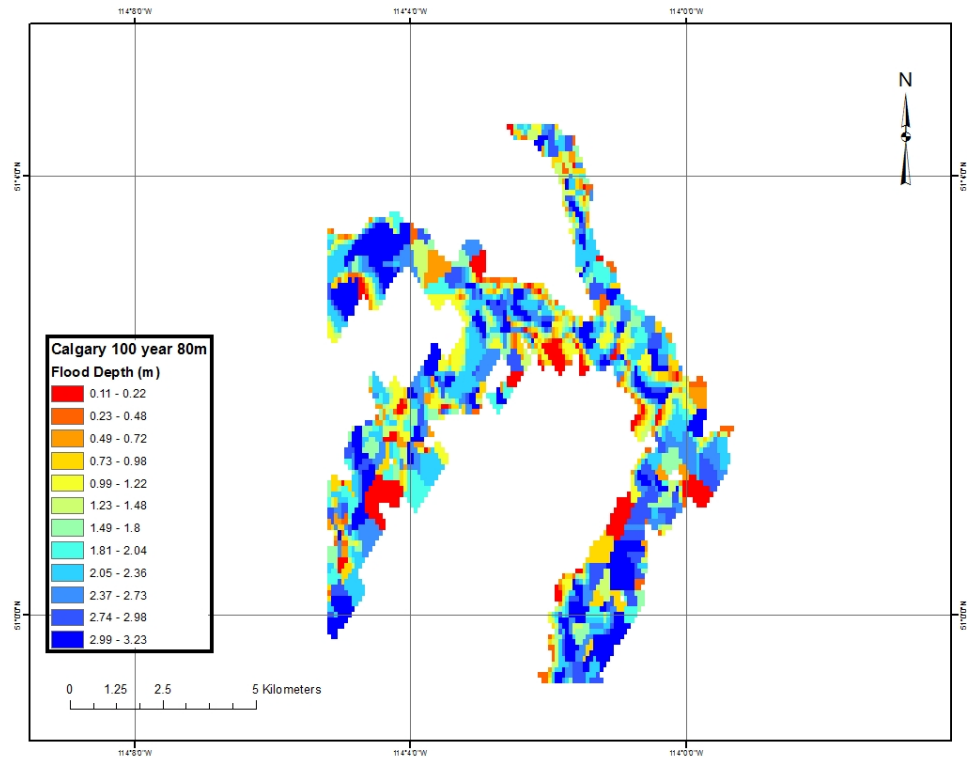 114°8'0"W 114°4'0"W 114°0'0"W
N
51°4'0"N 51°4'0"N
Calgary 100 year 80m
Flood Depth (m)
0.11 - 0.22
0.23 - 0.48
0.49 - 0.72
0.73 - 0.98
0.99 - 1.22
1.23 - 1.48
1.49 - 1.8
1.81 - 2.04
2.05 - 2.36
2.37 - 2.73
2.74 - 2.98
2.99 - 3.23
51°0'0"N 51°0'0"N
0 1.25 2.5 5 Kilometers
114°8'0"W 114°4'0"W 114°0'0"W